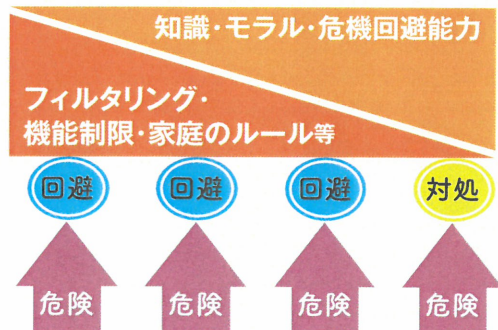 知識・モラル・危機回避能力
フィルタリング・
機能制限・家庭のルール等
回避
回避
回避
対処
危険
危険
危険
危険